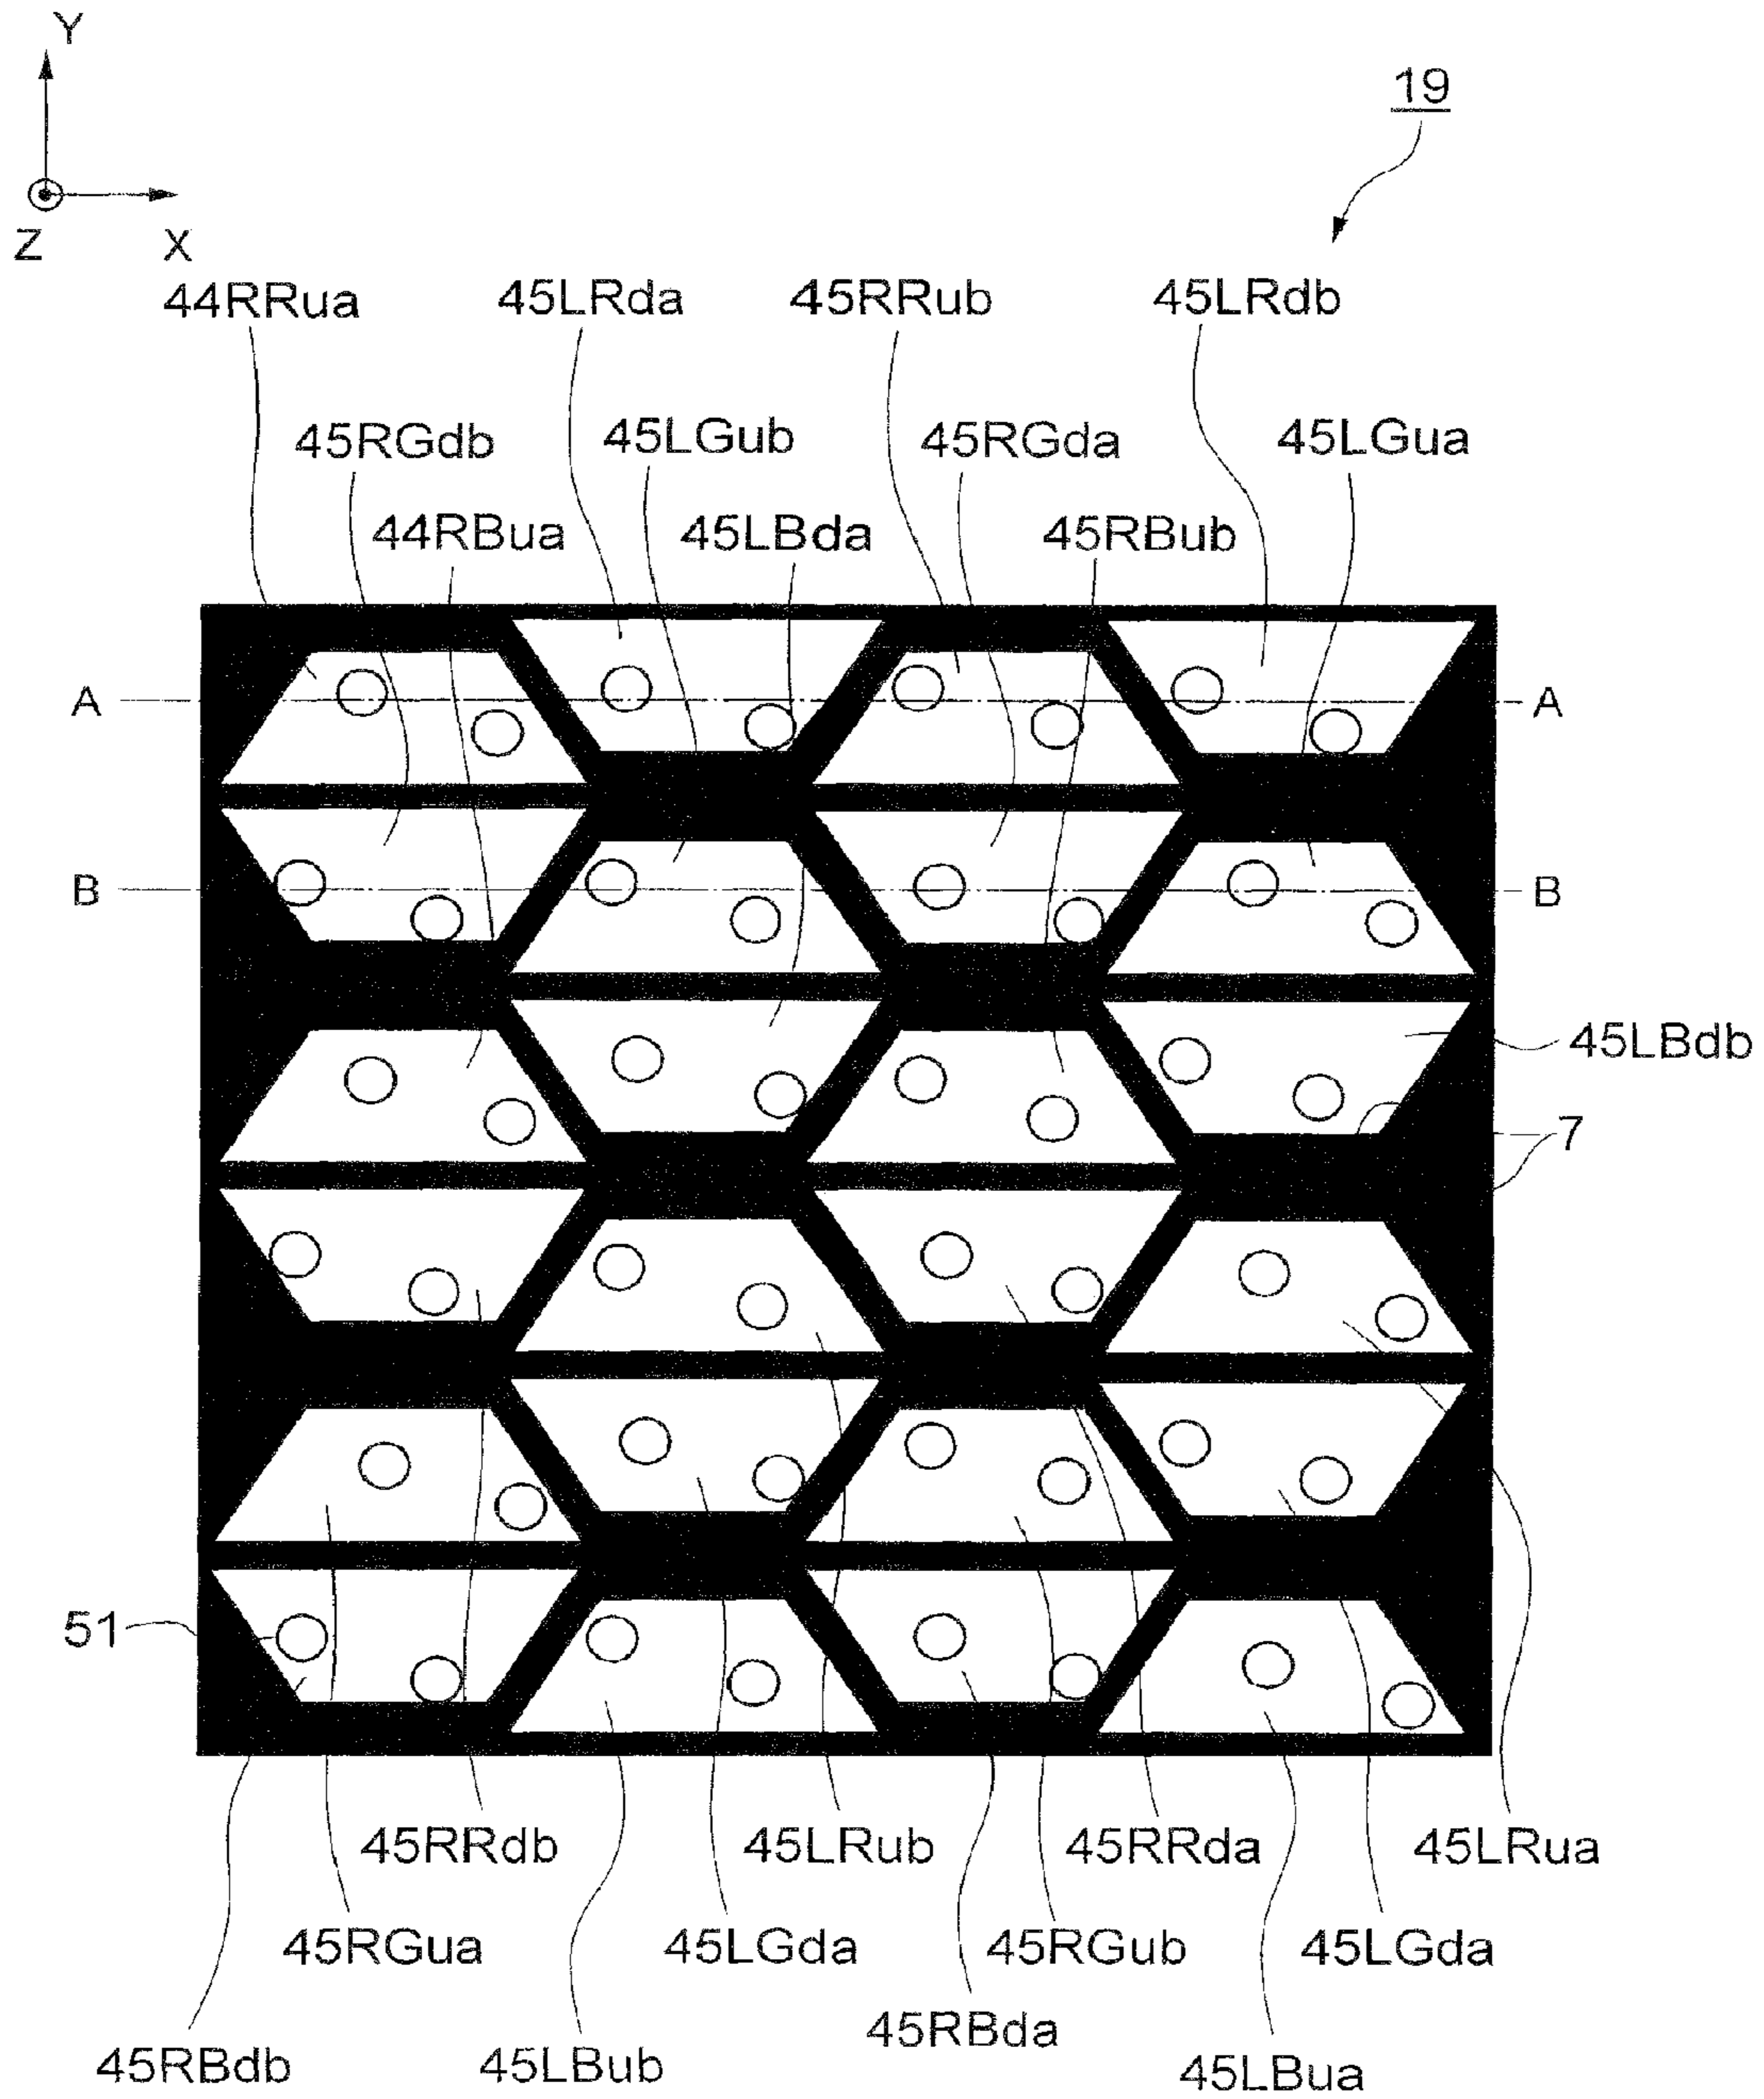 Y
19
Z X
44RRua 45LRda 45RRub 45LRdb
45RGdb 45LGub 45RGda 45LGua
44RBua 45LBda 45RBub
A A
B B
45LBdb
7
51
45RRdb 45LRub 45RRda 45LRua
45RGua 45LGda 45RGub 45LGda
45RBda
45RBdb 45LBub 45LBua